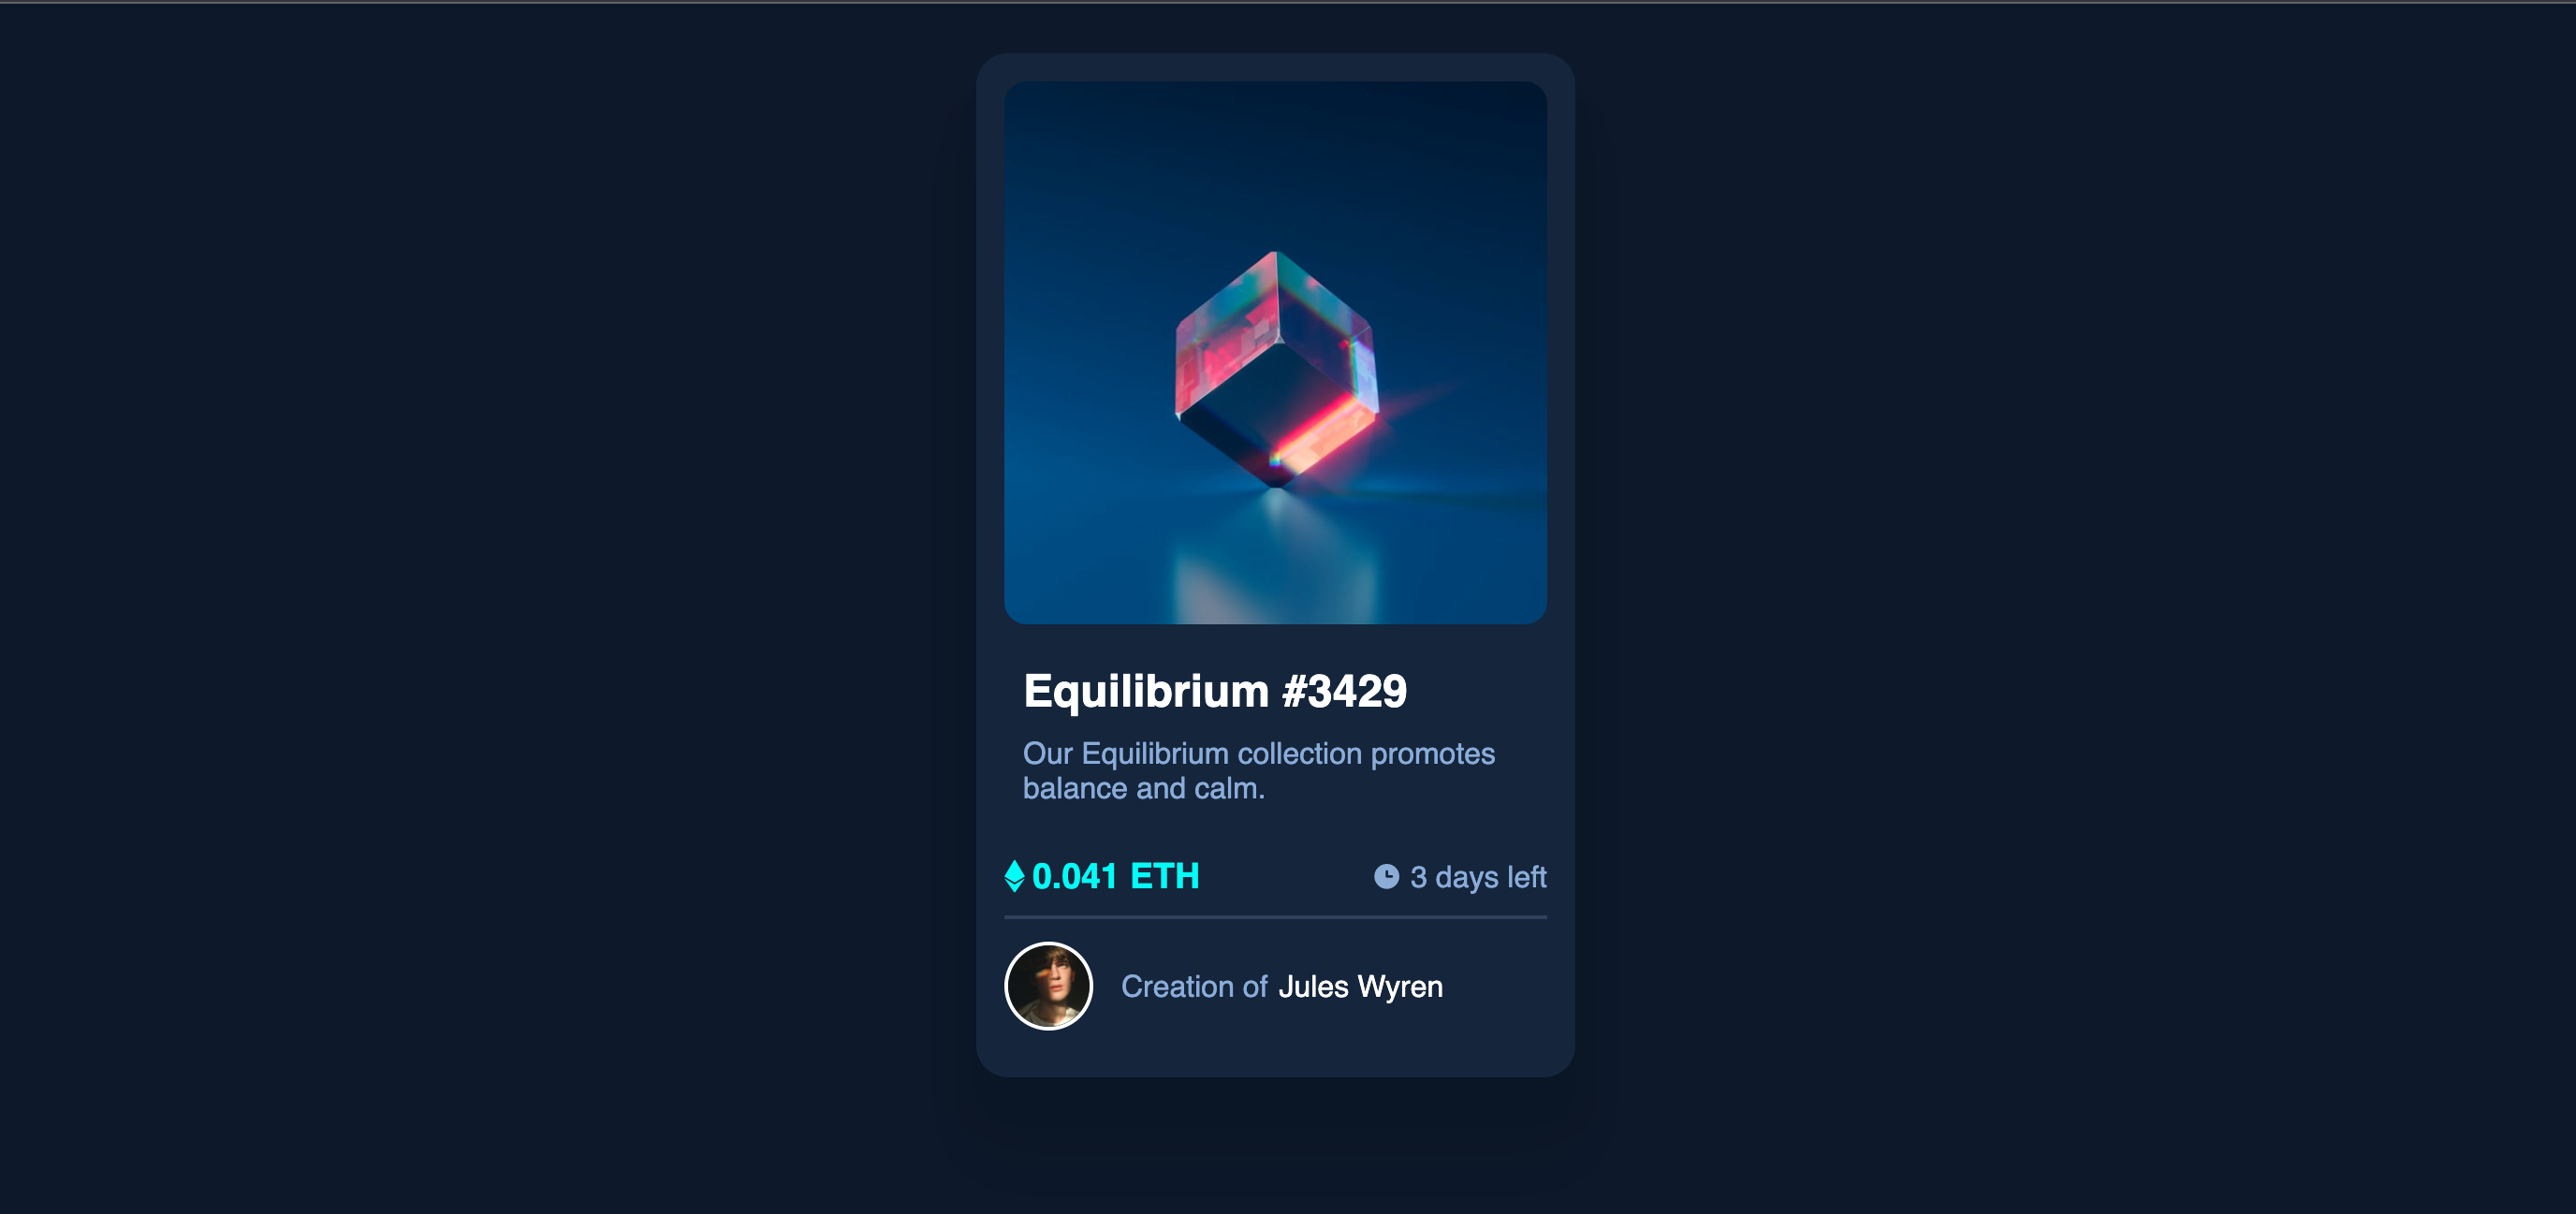 Equilibrium #3429
Our Equilibrium collection promotes
balance and calm.
0.041 ETH
3 days left
Creation of Jules Wyren